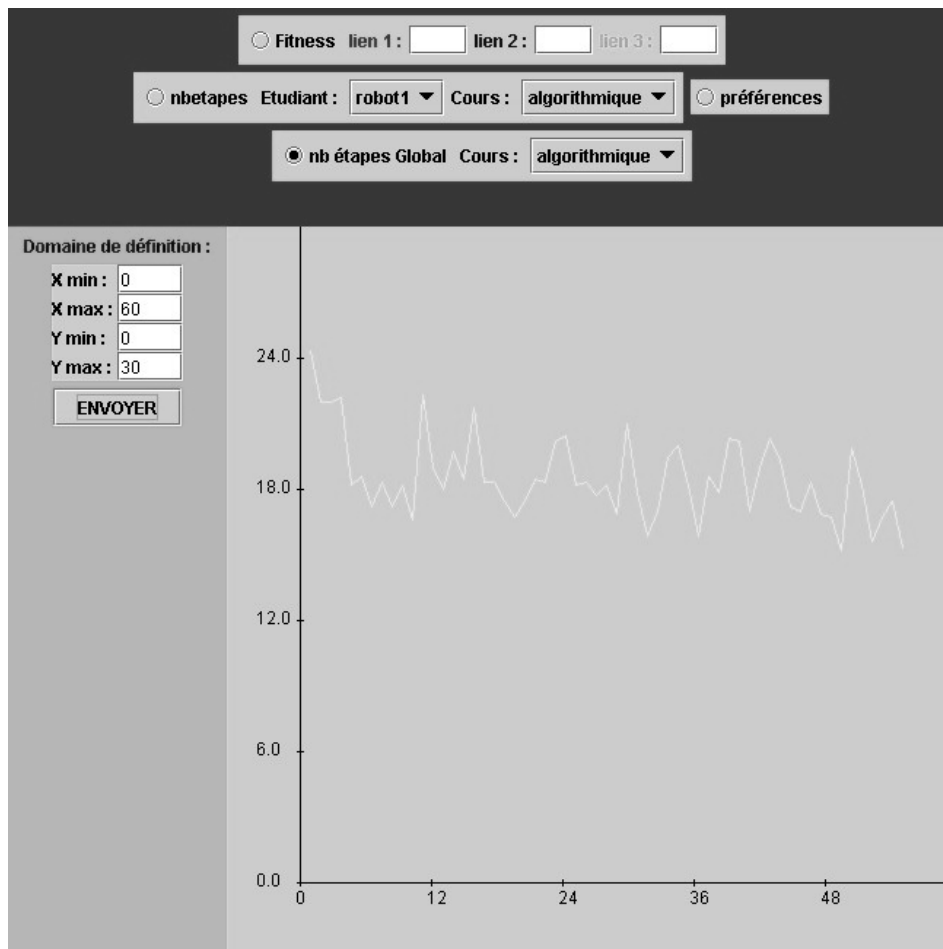 Fitness lien 1 : lien 2 : lien 3 :
nbetapes Etudiant : robot1 Cours : algorithmique préférences
nb étapes Global Cours : algorithmique
Domaine de définition :
X min : 0
X max : 60
Y min : 0
Y max : 30
ENVOYER
24.0
18.0
12.0
6.0
0.0
0 12 24 36 48